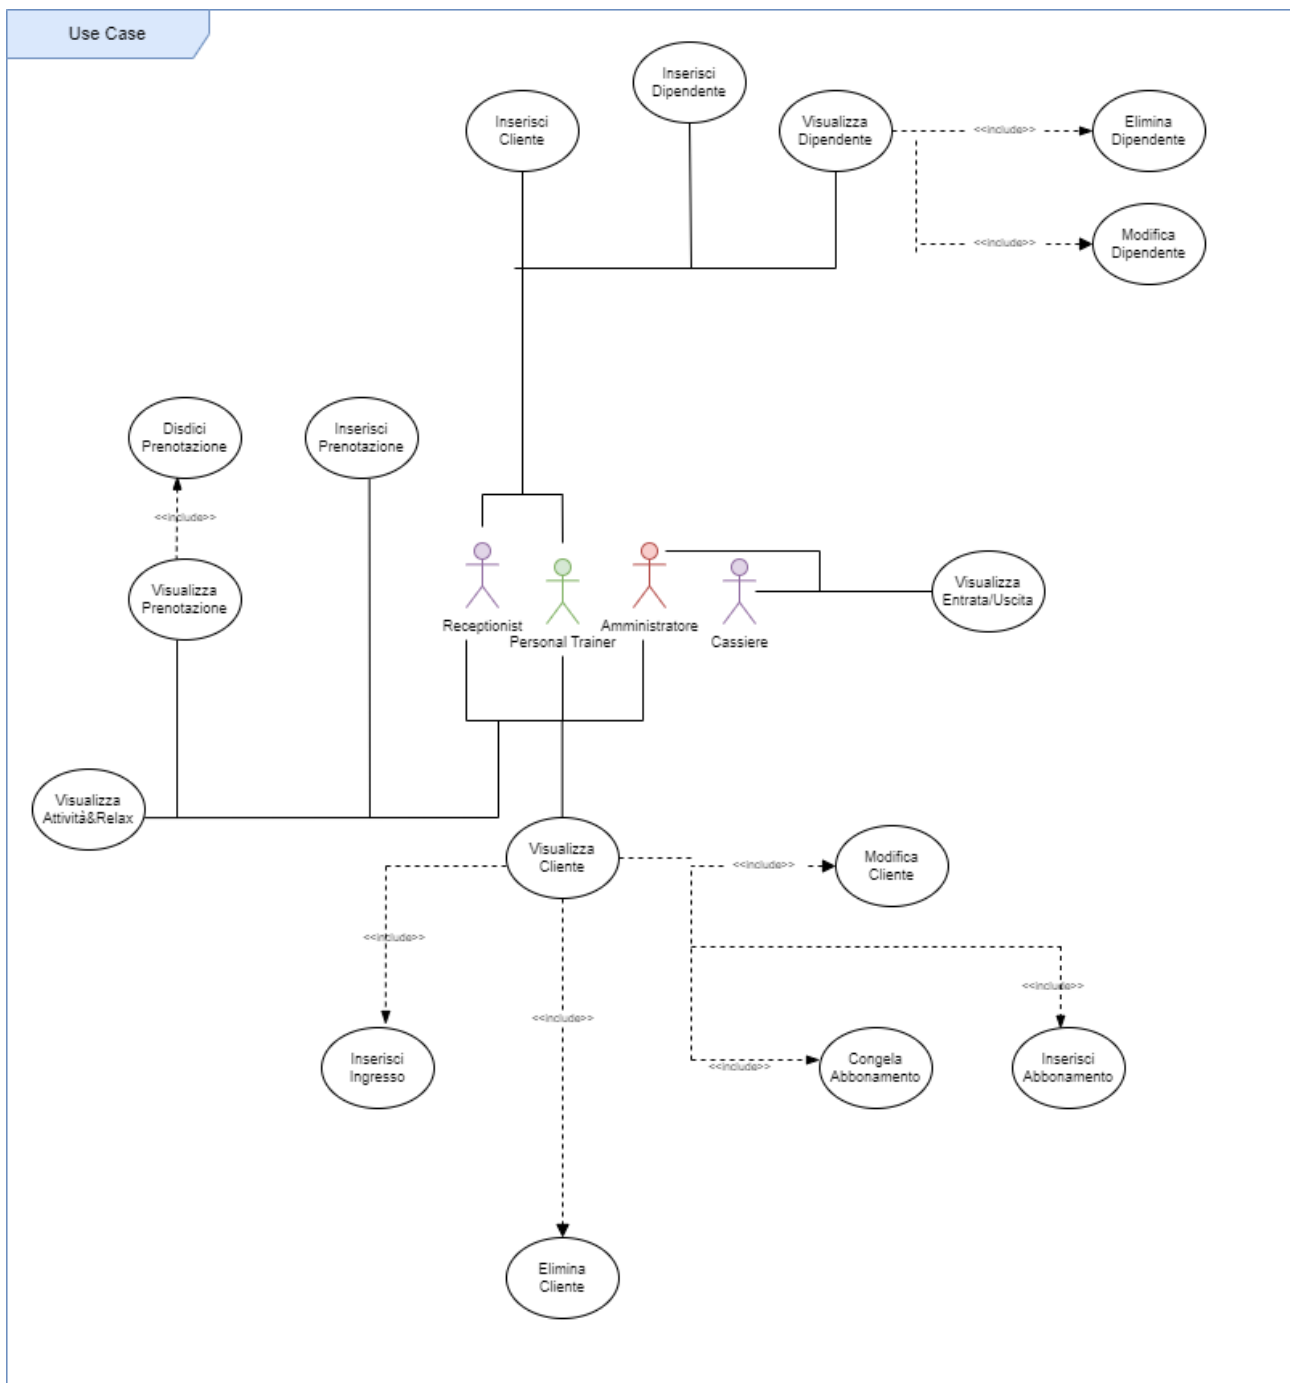 Use Case
Inserisci
Dipendente
Inserisci
Cliente
Visualizza
Dipendente
<<include>>
Elimina
Dipendente
<<include>>
Modifica
Dipendente
Disdici
Prenotazione
Inserisci
Prenotazione
<<include>>
Visualizza
Prenotazione
Visualizza
Entrata/Uscita
Receptionist
Personal Trainer
Amministratore
Cassiere
Visualizza
Attività&Relax
Visualizza
Cliente
<<include>>
Modifica
Cliente
<<include>>
<<include>>
<<include>>
Inserisci
Ingresso
<<include>>
Congela
Abbonamento
Inserisci
Abbonamento
Elimina
Cliente